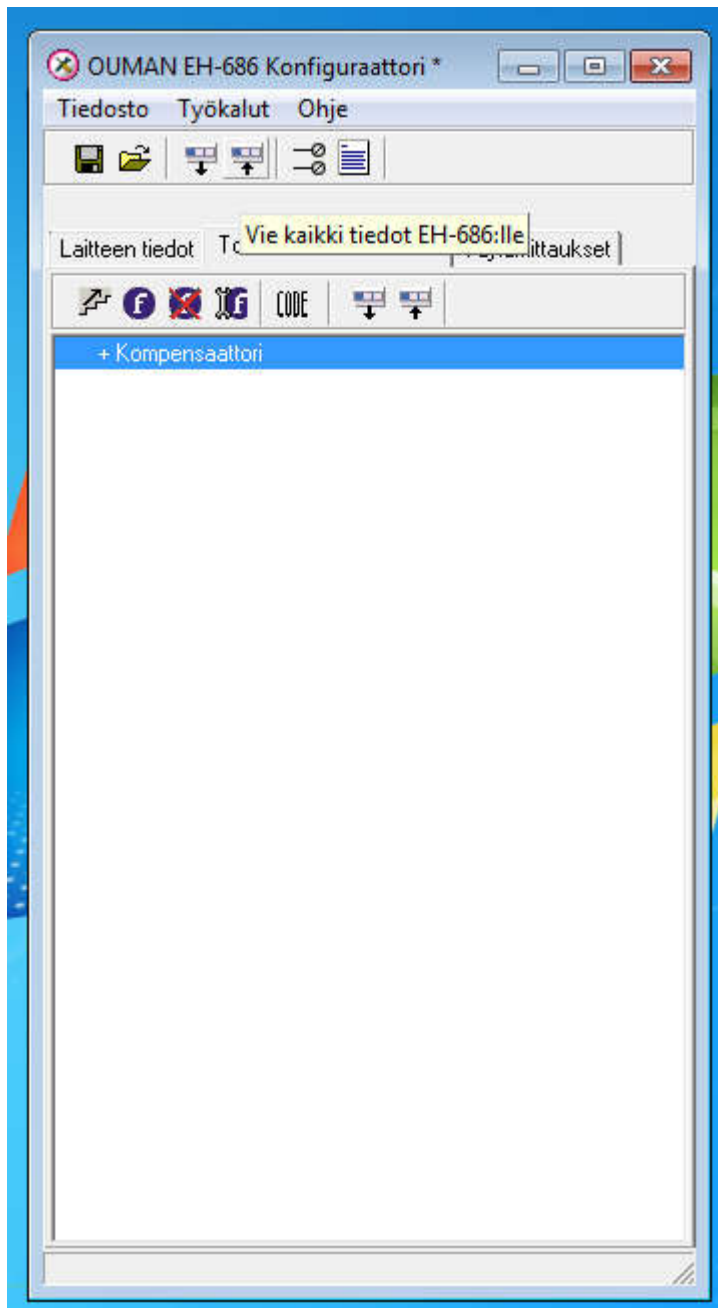 OUMAN EH-686 Konfiguraattori *
Tiedosto Työkalut Ohje
Vie kaikki tiedot EH-686:lle
Laitteen tiedot
CODE
+ Kompensaattori